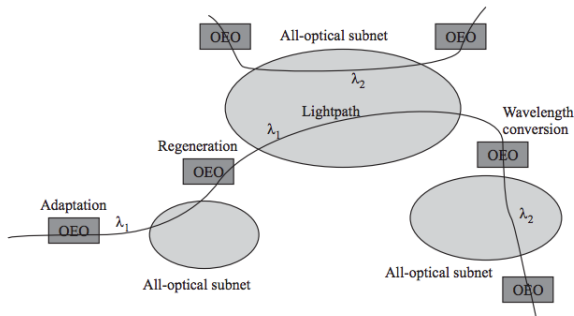 OEO
All-optical subnet
OEO
λ2
Lightpath
Wavelength
conversion
λ1
Regeneration
OEO
OEO
Adaptation
λ1
OEO
λ2
All-optical subnet
All-optical subnet
OEO